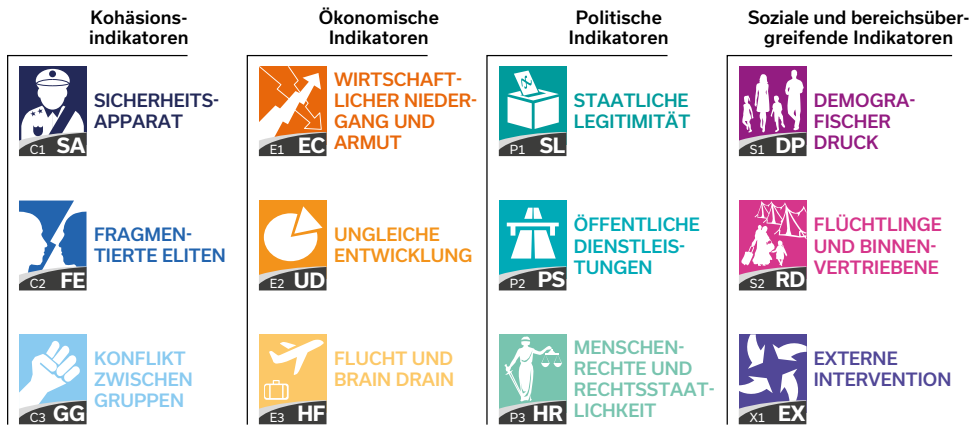 Kohäsions-
indikatoren
C1 SA
SICHERHEITS-
APPARAT
C2 FE
FRAGMEN-
TIERTE ELITEN
C3 GG
KONFLIKT
ZWISCHEN
GRUPPEN
Ökonomische
Indikatoren
E1 EC
WIRTSCHAFT-
LICHER NIEDER-
GANG UND
ARMUT
E2 UD
UNGLEICHE
ENTWICKLUNG
E3 HF
FLUCHT UND
BRAIN DRAIN
Politische
Indikatoren
P1 SL
STAATLICHE
LEGITIMITÄT
P2 PS
ÖFFENTLICHE
DIENSTLEIS-
TUNGEN
P3 HR
MENSCHEN-
RECHTE UND
RECHTSSTAAT-
LICHKEIT
Soziale und bereichsüber-
greifende Indikatoren
S1 DP
DEMOGRA-
FISCHER
DRUCK
S2 RD
FLÜCHTLINGE
UND BINNEN-
VERTRIEBENE
X1 EX
EXTERNE
INTERVENTION